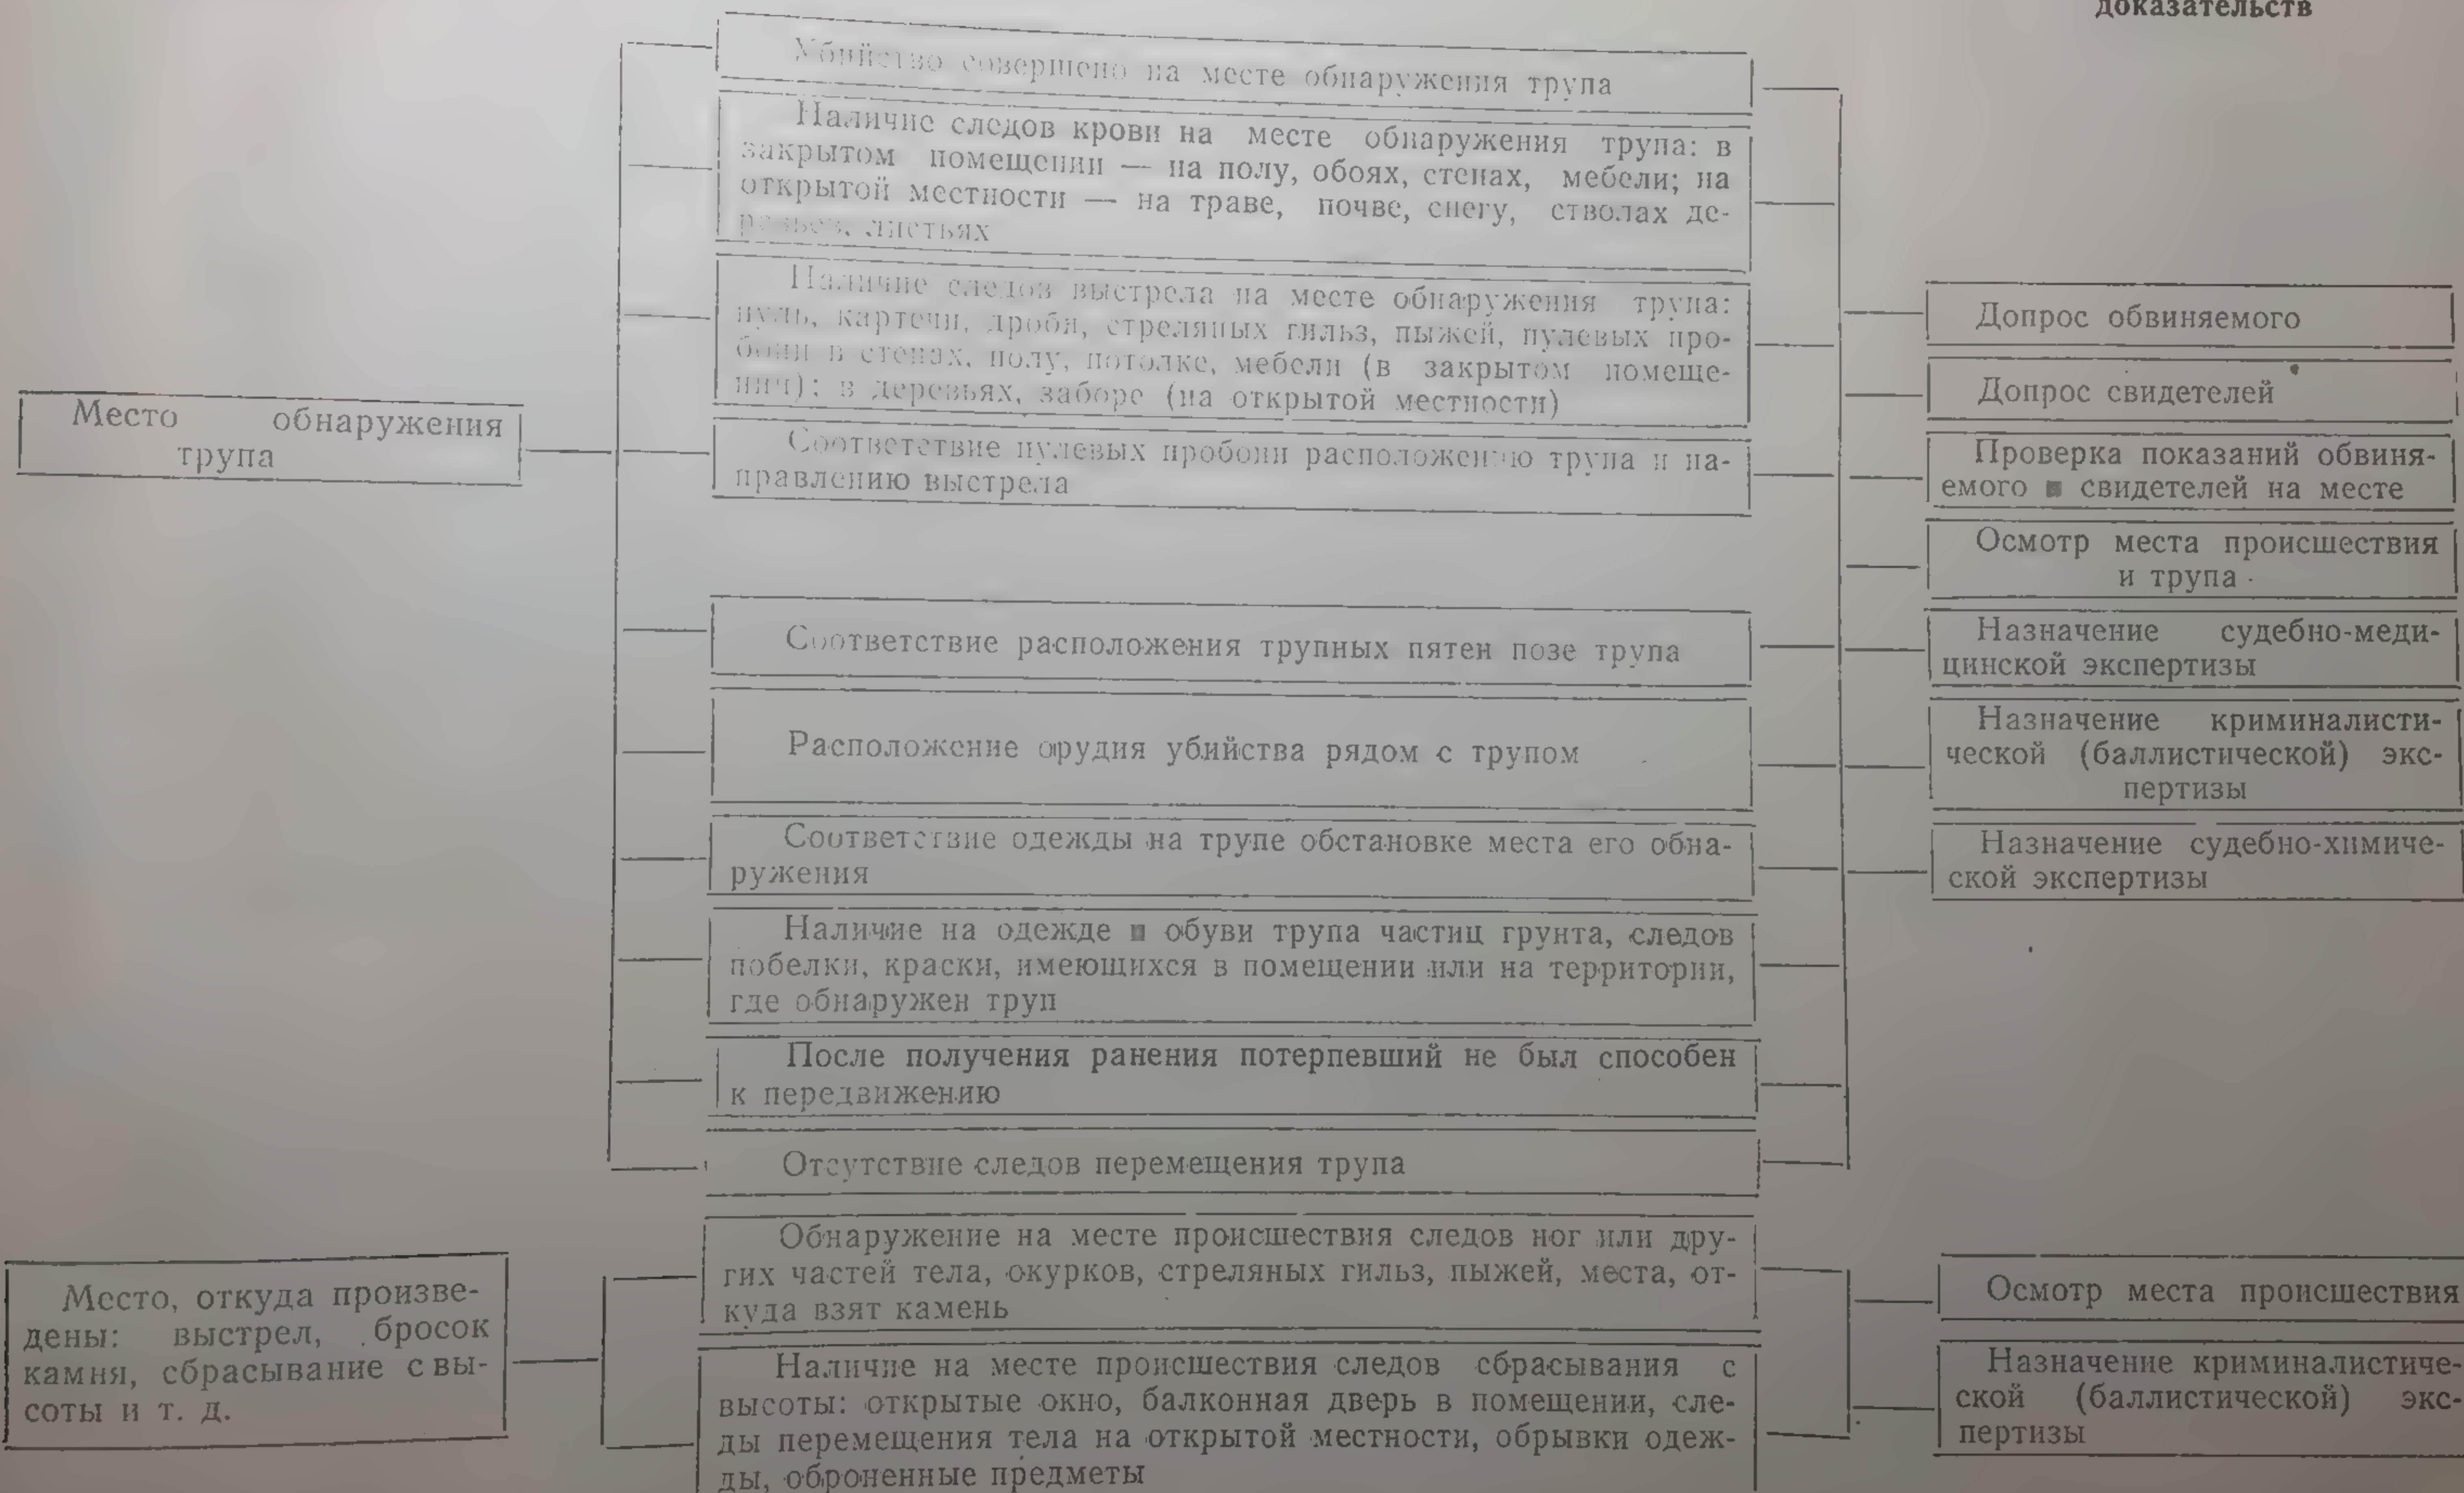 доказательств
Убийство совершено на месте обнаружения трупа
Наличие следов крови на месте обнаружения трупа: в
закрытом помещении — на полу, обоях, стенах, мебели; на
открытой местности — на траве, почве, снегу, стволах де-
ревьев, листьях
Наличие следов выстрела на месте обнаружения трупа:
пуль, картечи, дроби, стреляных гильз, пыжей, пулевых про-
боин в стенах, полу, потолке, мебели (в закрытом помеще-
нии); в деревьях, заборе (на открытой местности)
Место обнаружения
трупа
Соответствие пулевых пробоин расположению трупа и на-
правлению выстрела
Соответствие расположения трупных пятен позе трупа
Расположение орудия убийства рядом с трупом
Соответствие одежды на трупе обстановке места его обна-
ружения
Наличие на одежде и обуви трупа частиц грунта, следов
побелки, краски, имеющихся в помещении или на территории,
где обнаружен труп
После получения ранения потерпевший не был способен
к передвижению
Отсутствие следов перемещения трупа
Допрос обвиняемого
Допрос свидетелей
Проверка показаний обвиня-
емого и свидетелей на месте
Осмотр места происшествия
и трупа
Назначение судебно-меди-
цинской экспертизы
Назначение криминалисти-
ческой (баллистической) экс-
пертизы
Назначение судебно-химиче-
ской экспертизы
Место, откуда произве-
дены: выстрел, бросок
камня, сбрасывание с вы-
соты и т. д.
Обнаружение на месте происшествия следов ног или дру-
гих частей тела, окурков, стреляных гильз, пыжей, места, от-
куда взят камень
Наличие на месте происшествия следов сбрасывания с
высоты: открытые окно, балконная дверь в помещении, сле-
ды перемещения тела на открытой местности, обрывки одеж-
ды, оброненные предметы
Осмотр места происшествия
Назначение криминалистиче-
ской (баллистической) экс-
пертизы